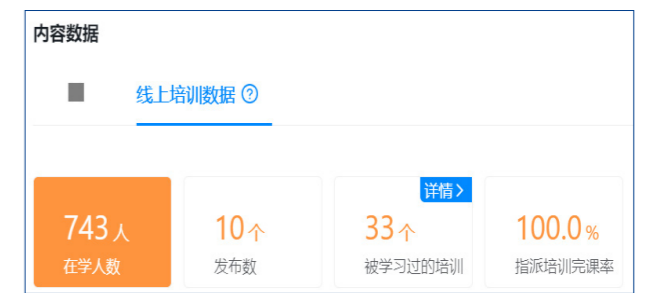 内容数据
线上培训数据 ?
详情 >
743人 10个 33个 100.0%
在学人数 发布数 被学习过的培训 指派培训完课率